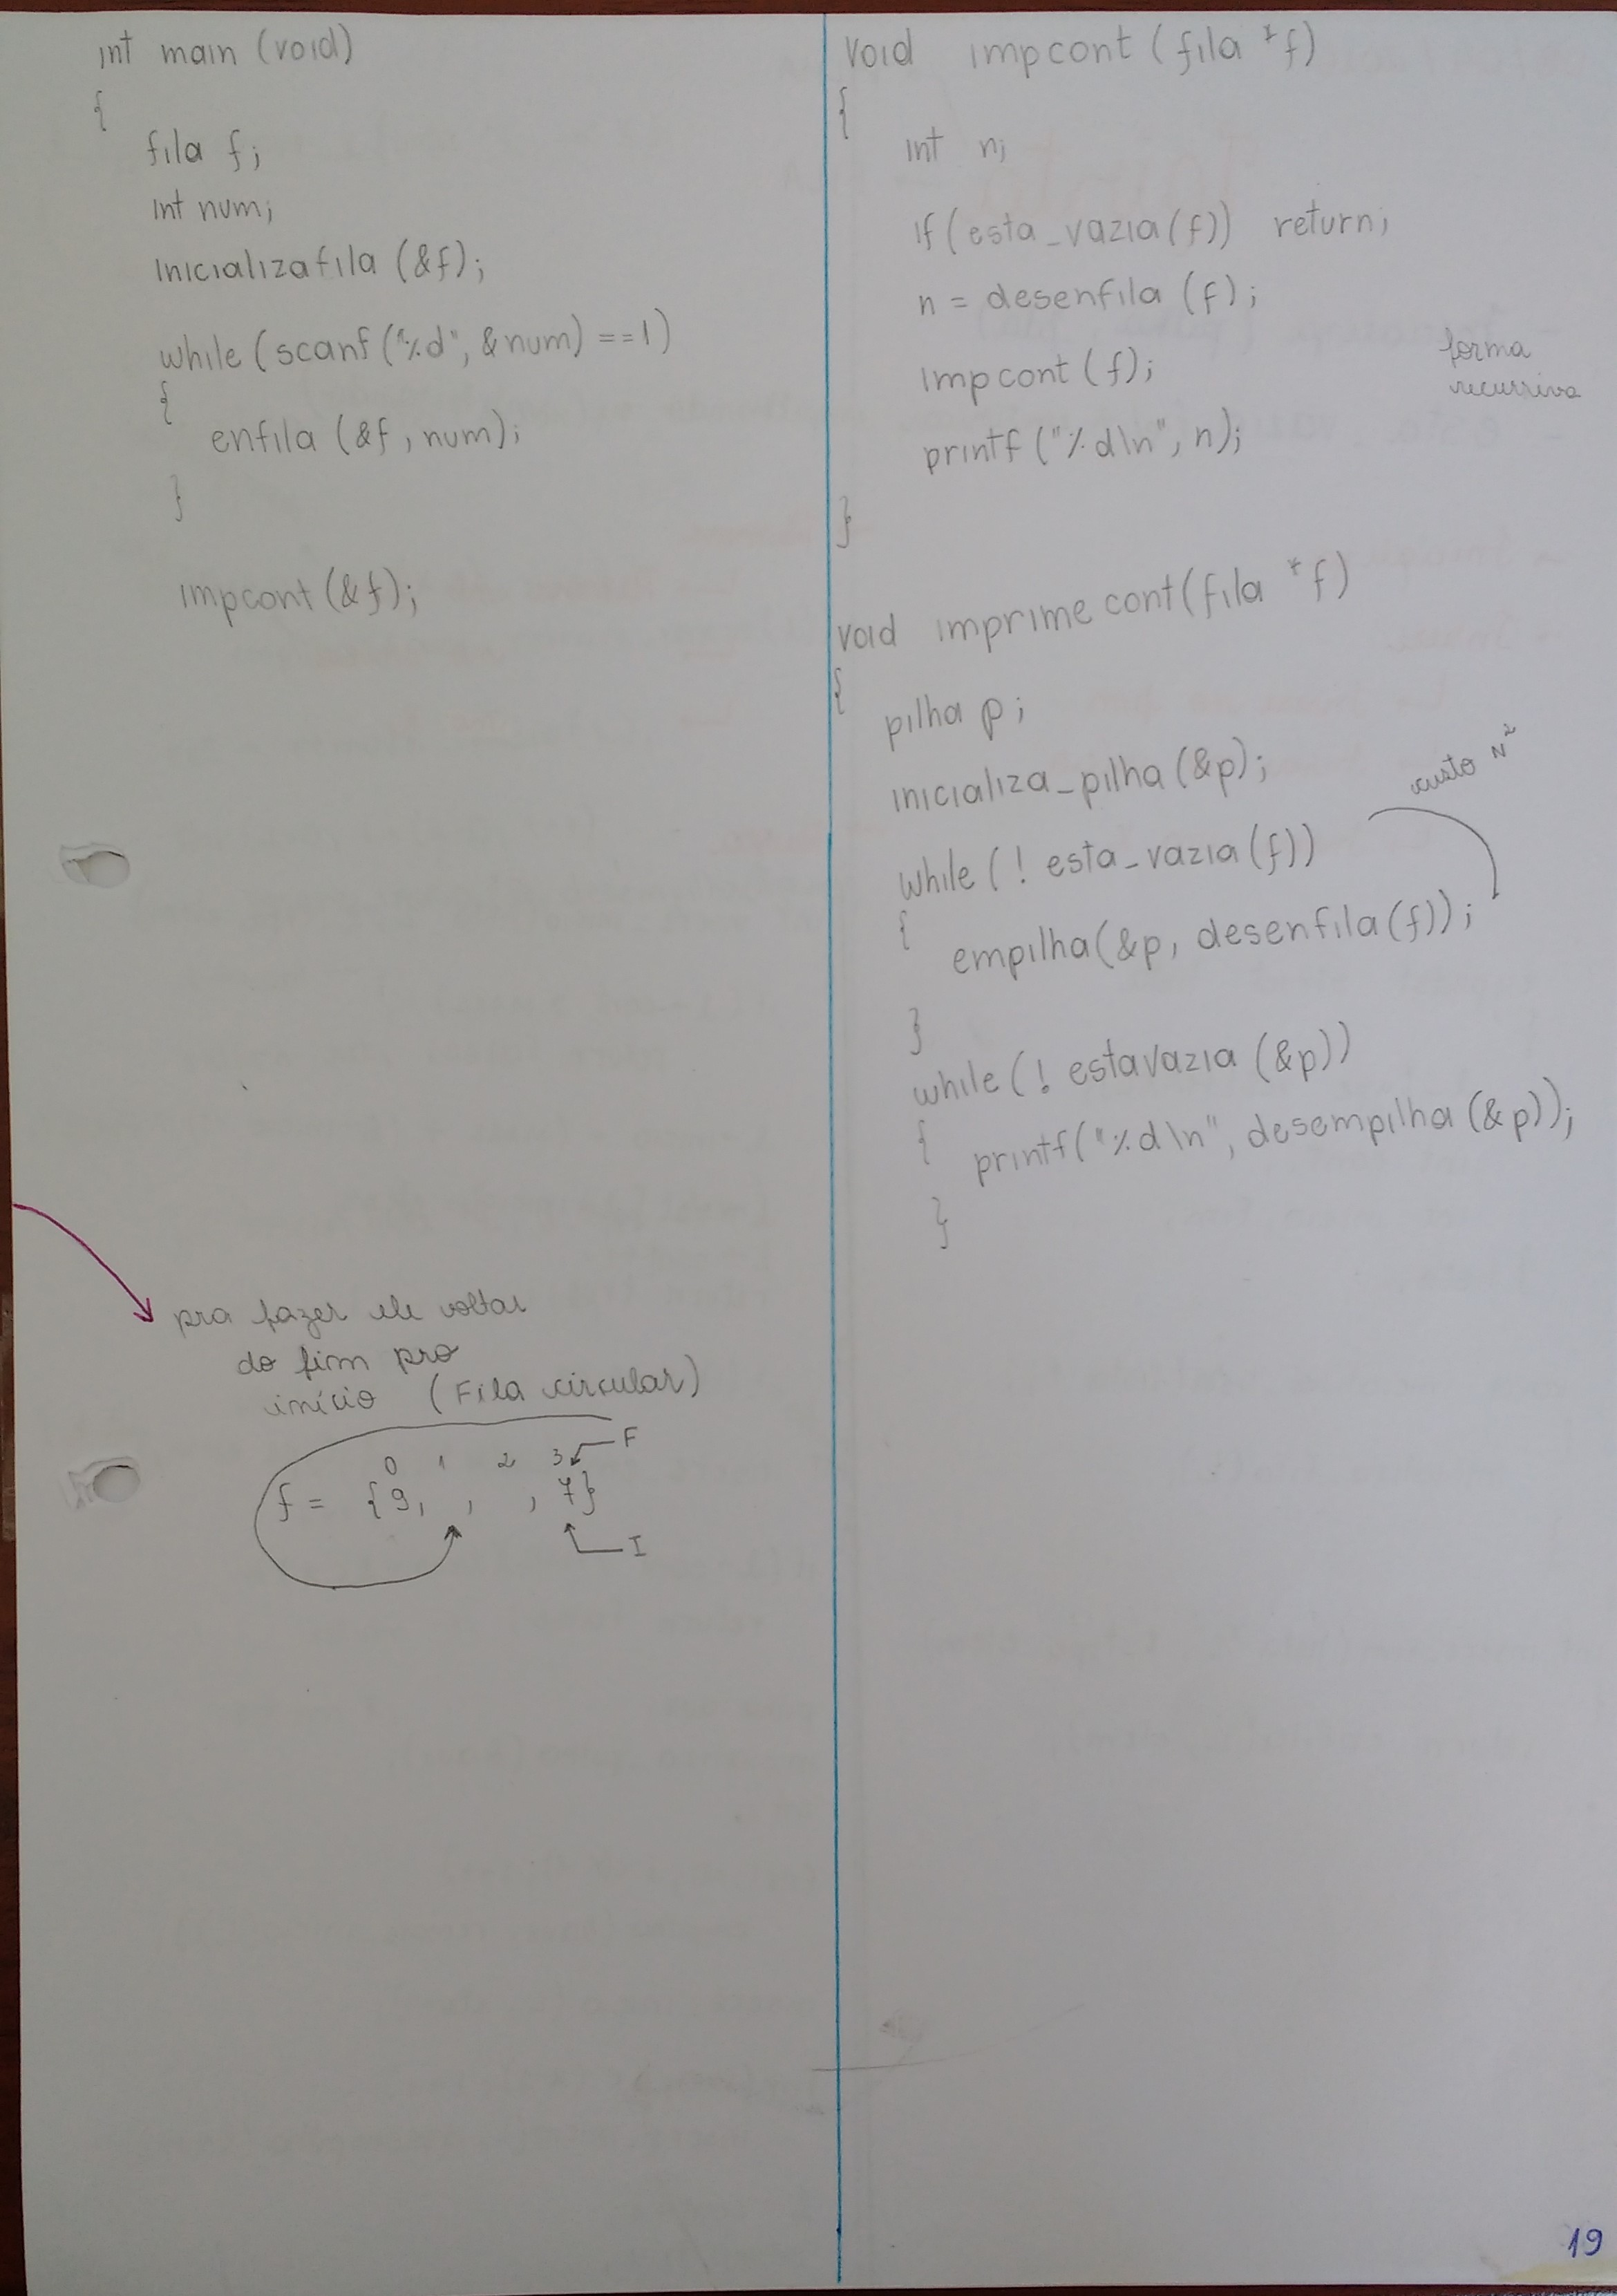 int main (void)
{
fila f;
int num;
inicializafila (&f);
while (scanf ("%d", &num) ==1)
{
enfila (&f, num);
}
impcont (&f);
pra fazer ele voltar
do fim pro
início (Fila circular)
0 1 2 3 F
f = {9, , , 7}
I
void impcont (fila *f)
{
int n;
if (esta_vazia (f)) return;
n = desenfila (f);
impcont (f);
forma
recursiva
printf ("%d\n", n);
}
void imprime cont (fila *f)
{
pilha p;
inicializa_pilha (&p);
custo N²
while (! esta_vazia (f))
{
empilha (&p, desenfila (f));
}
while (! estavazia (&p))
{
printf ("%d\n", desempilha (&p));
}
19